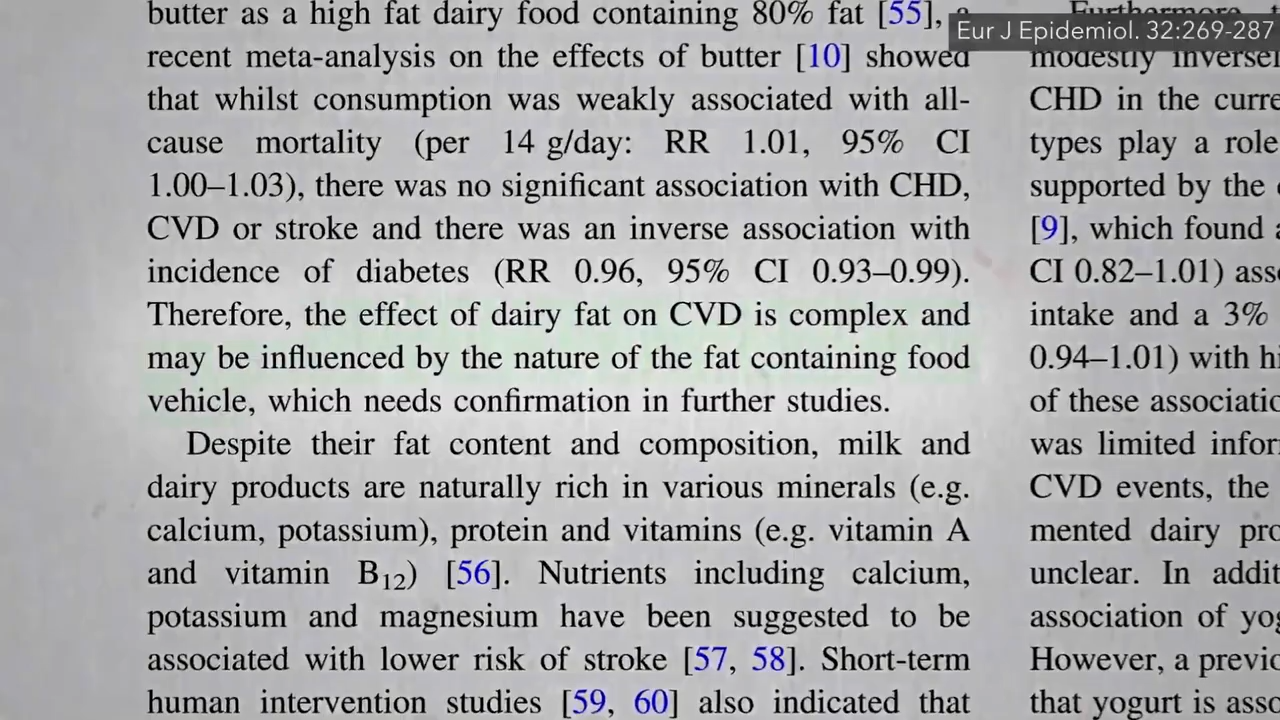 butter as a high fat dairy food containing 80% fat [55], a
recent meta-analysis on the effects of butter [10] showed
that whilst consumption was weakly associated with all-
cause mortality (per 14 g/day: RR 1.01, 95% CI
1.00–1.03), there was no significant association with CHD,
CVD or stroke and there was an inverse association with
incidence of diabetes (RR 0.96, 95% CI 0.93–0.99).
Therefore, the effect of dairy fat on CVD is complex and
may be influenced by the nature of the fat containing food
vehicle, which needs confirmation in further studies.
Despite their fat content and composition, milk and
dairy products are naturally rich in various minerals (e.g.
calcium, potassium), protein and vitamins (e.g. vitamin A
and vitamin B12) [56]. Nutrients including calcium,
potassium and magnesium have been suggested to be
associated with lower risk of stroke [57, 58]. Short-term
human intervention studies [59, 60] also indicated that
Eur J Epidemiol. 32:269-287
Furthermore,
modestly
CHD in the curre
types play a role
supported by the
[9], which found a
CI 0.82–1.01) asso
intake and a 3%
0.94–1.01) with hi
of these associatio
was limited infor
CVD events, the
mented dairy pro
unclear. In addit
association of yog
However, a previo
that yogurt is asso